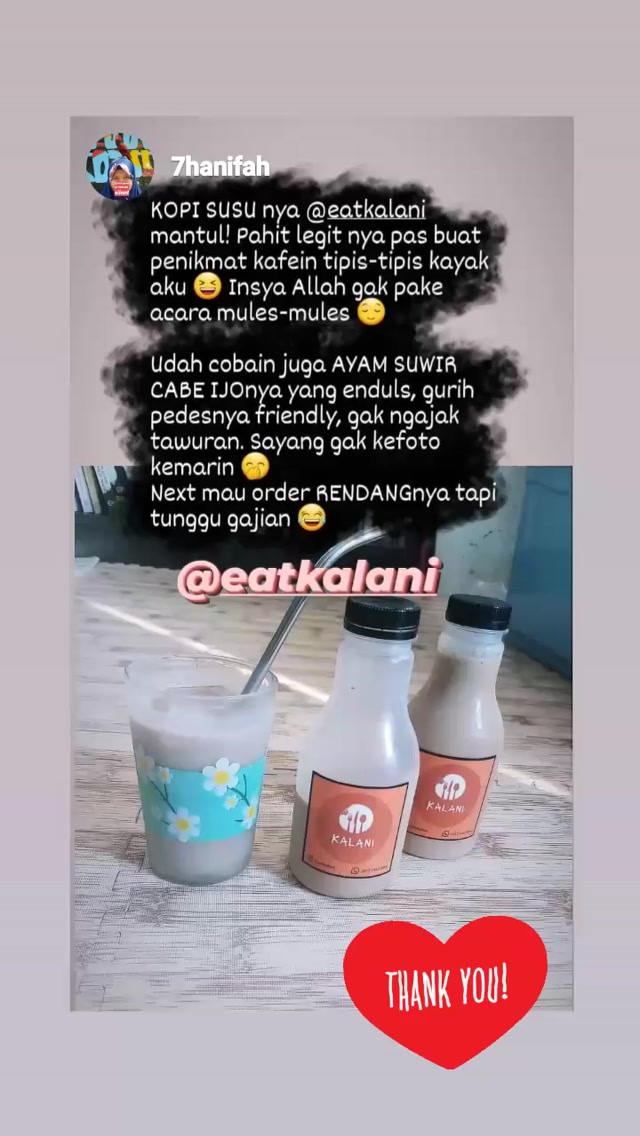 7hanifah
KOPI SUSU nya @eatkalani
mantul! Pahit legit nya pas buat
penikmat kafein tipis-tipis kayak
aku 😆 Insya Allah gak pake
acara mules-mules 😌
Udah cobain juga AYAM SUWIR
CABE IJOnya yang enduls, gurih
pedesnya friendly, gak ngajak
tawuran. Sayang gak kefoto
kemarin 🤭
Next mau order RENDANGnya tapi
tunggu gajian 😂
@eatkalani
KALANI
KALANI
THANK YOU!